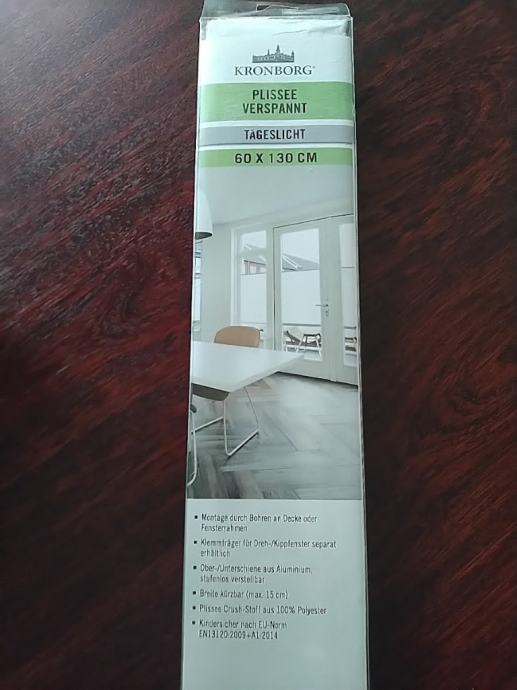 KRONBORG®
PLISSEE
VERSPANNT
TAGESLICHT
60 X 130 CM
▪ Montage durch Bohren an Decke oder
Fensterrahmen
▪ Klemmträger für Dreh-/Kippfenster separat
erhältlich
▪ Ober-/Unterschiene aus Aluminium,
stufenlos verstellbar
▪ Breite kürzbar (max. 15 cm)
▪ Plissee Crush-Stoff aus 100% Polyester
▪ Kindersicher nach EU-Norm
EN13120:2009+A1:2014